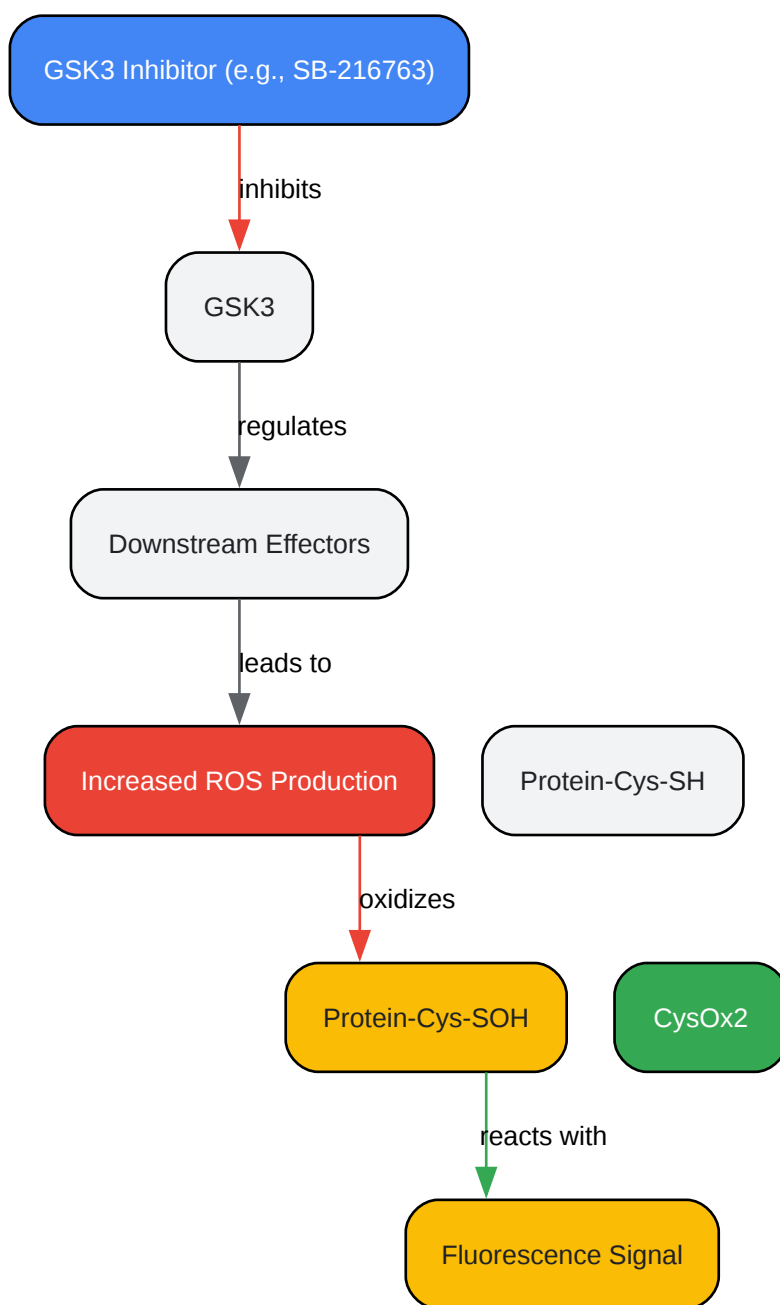 GSK3 Inhibitor (e.g., SB-216763)
inhibits
GSK3
regulates
Downstream Effectors
leads to
Increased ROS Production
Protein-Cys-SH
oxidizes
Protein-Cys-SOH
CysOx2
reacts with
Fluorescence Signal